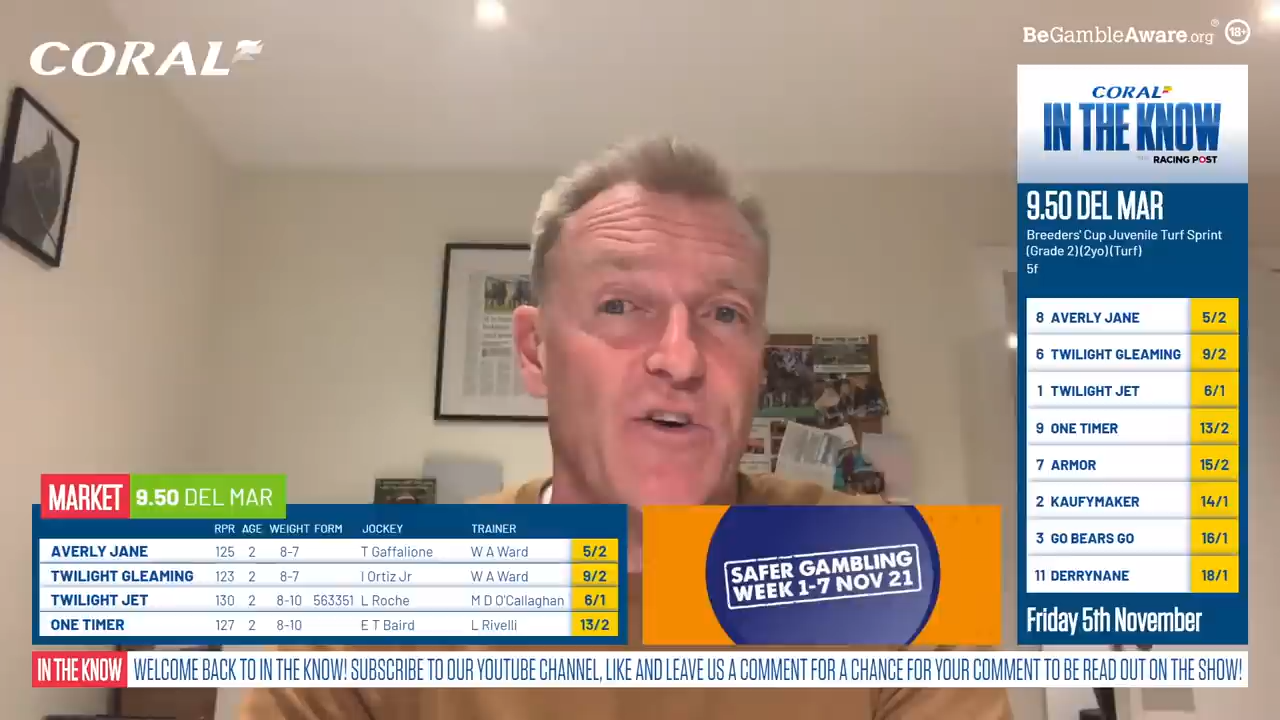 CORAL
BeGambleAware.org® 18+
CORAL
IN THE KNOW
RACING POST
9.50 DEL MAR
Breeders' Cup Juvenile Turf Sprint
(Grade 2)(2yo)(Turf)
5f
8 AVERLY JANE 5/2
6 TWILIGHT GLEAMING 9/2
1 TWILIGHT JET 6/1
9 ONE TIMER 13/2
7 ARMOR 15/2
2 KAUFYMAKER 14/1
3 GO BEARS GO 16/1
11 DERRYNANE 18/1
Friday 5th November
MARKET 9.50 DEL MAR
RPR AGE WEIGHT FORM JOCKEY TRAINER
AVERLY JANE 125 2 8-7 T Gaffalione W A Ward 5/2
TWILIGHT GLEAMING 123 2 8-7 I Ortiz Jr W A Ward 9/2
TWILIGHT JET 130 2 8-10 563351 L Roche M D O'Callaghan 6/1
ONE TIMER 127 2 8-10 E T Baird L Rivelli 13/2
SAFER GAMBLING
WEEK 1-7 NOV 21
IN THE KNOW WELCOME BACK TO IN THE KNOW! SUBSCRIBE TO OUR YOUTUBE CHANNEL, LIKE AND LEAVE US A COMMENT FOR A CHANCE FOR YOUR COMMENT TO BE READ OUT ON THE SHOW!